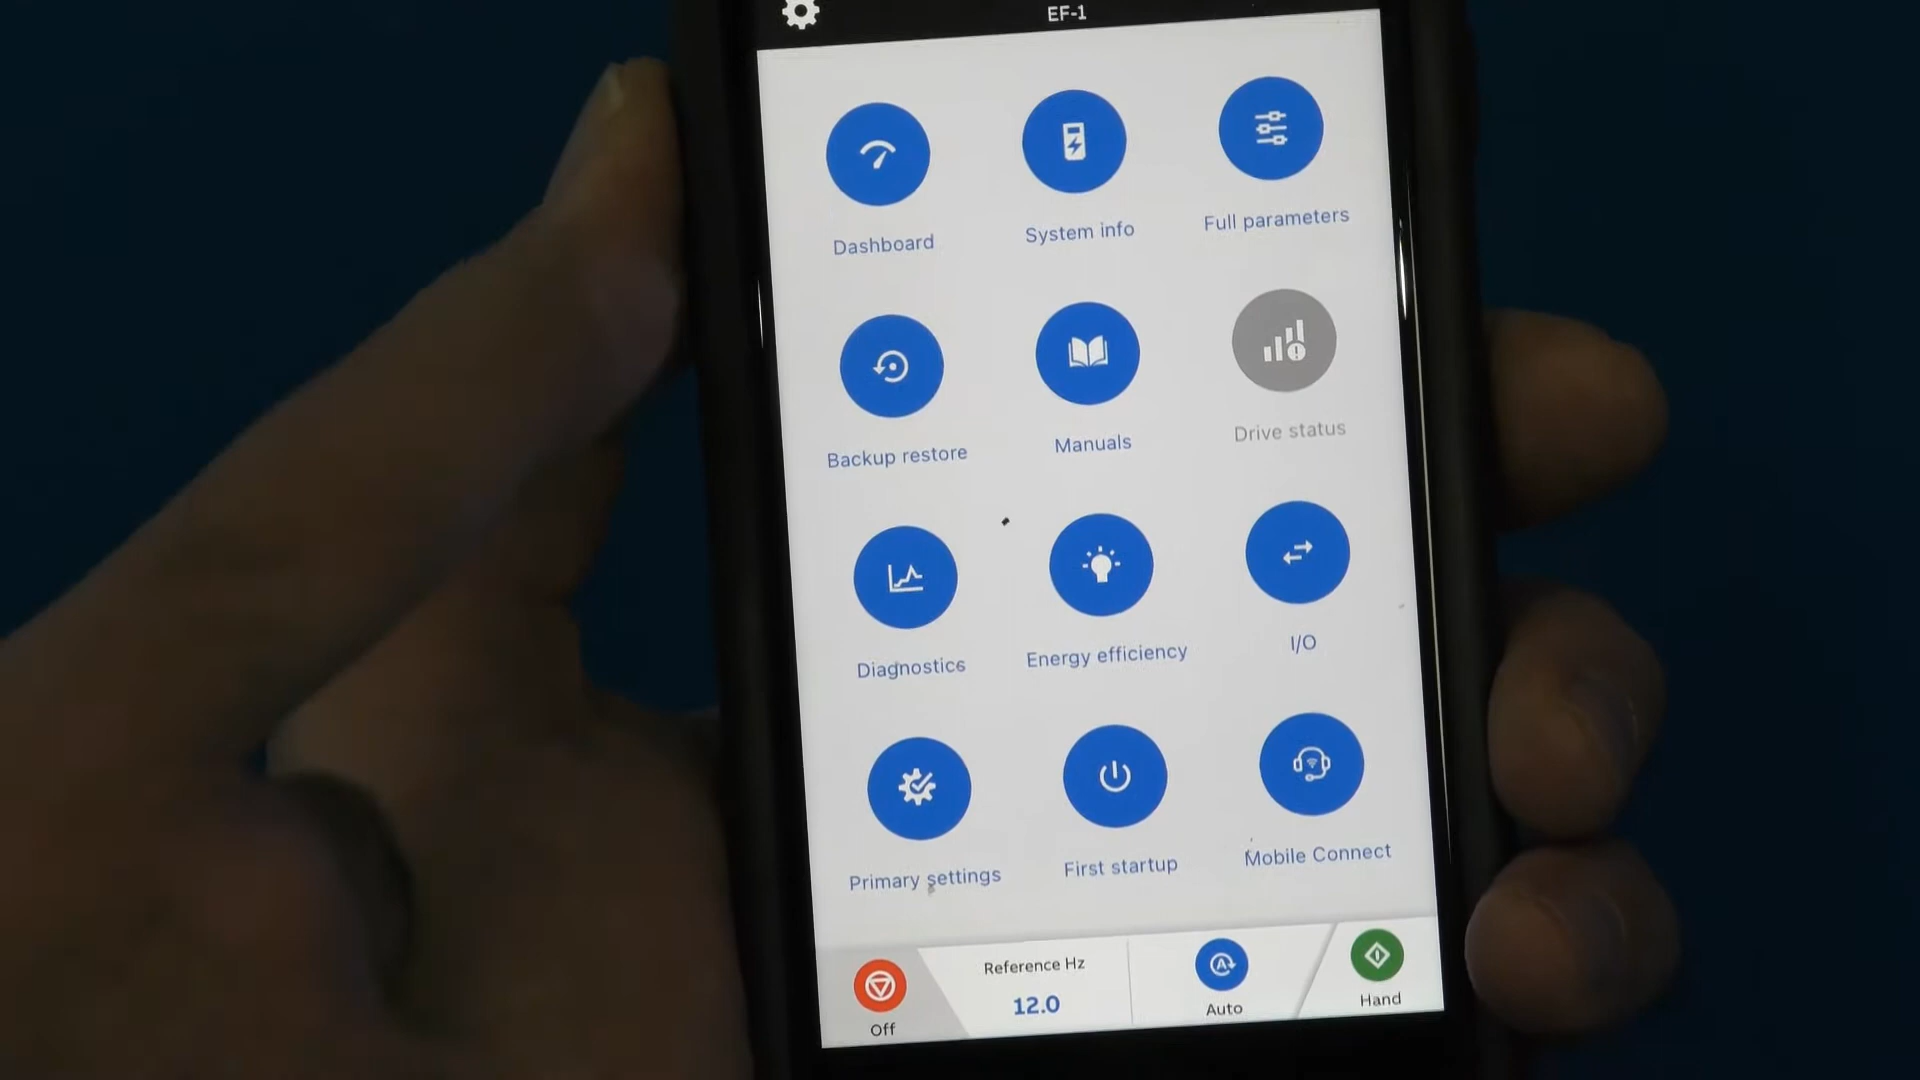 EF-1
Dashboard
System info
Full parameters
Backup restore
Manuals
Drive status
Diagnostics
Energy efficiency
I/O
Primary settings
First startup
Mobile Connect
Off
Reference Hz
12.0
Auto
Hand